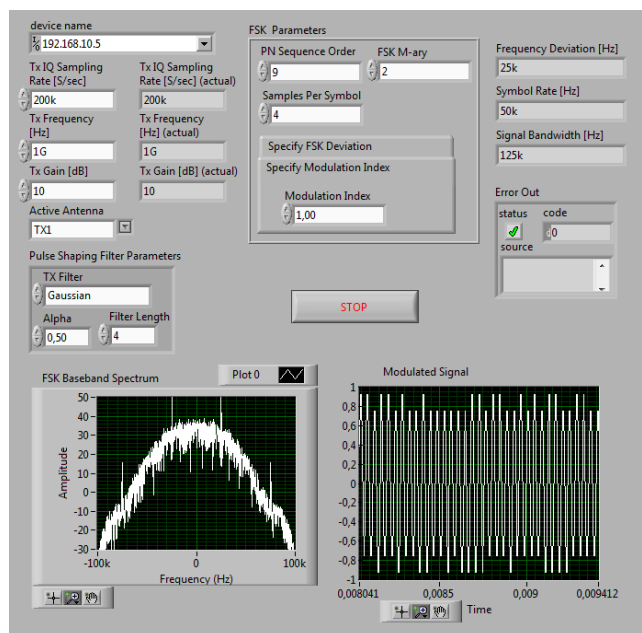 device name
192.168.10.5
Tx IQ Sampling
Rate [S/sec]
200k
Tx IQ Sampling
Rate [S/sec] (actual)
200k
Tx Frequency
[Hz]
1G
Tx Frequency
[Hz] (actual)
1G
Tx Gain [dB]
10
Tx Gain [dB] (actual)
10
Active Antenna
TX1
Pulse Shaping Filter Parameters
TX Filter
Gaussian
Alpha
0,50
Filter Length
4
FSK Parameters
PN Sequence Order
9
FSK M-ary
2
Samples Per Symbol
4
Specify FSK Deviation
Specify Modulation Index
Modulation Index
1,00
STOP
Frequency Deviation [Hz]
25k
Symbol Rate [Hz]
50k
Signal Bandwidth [Hz]
125k
Error Out
status
code
0
source
FSK Baseband Spectrum
Plot 0
Amplitude
50
40
30
20
10
0
-10
-20
-30
-100k
0
100k
Frequency (Hz)
Modulated Signal
1
0,8
0,6
0,4
0,2
0
-0,2
-0,4
-0,6
-0,8
-1
0,008041
0,0085
0,009
0,009412
Time